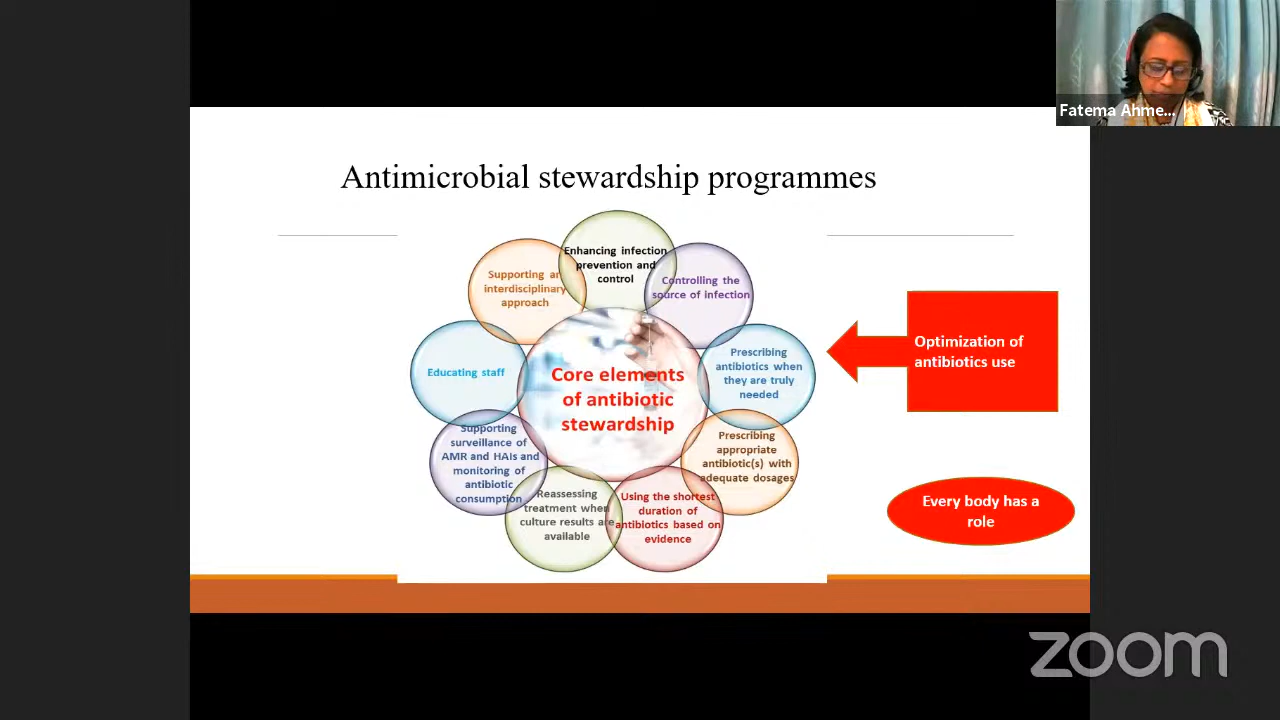 Fatema Ahme...
Antimicrobial stewardship programmes
Enhancing infection
prevention and
control
Controlling the
source of infection
Prescribing
antibiotics when
they are truly
needed
Prescribing
appropriate
antibiotic(s) with
adequate dosages
Using the shortest
duration of
antibiotics based on
evidence
Reassessing
treatment when
culture results are
available
Supporting
surveillance of
AMR and HAIs and
monitoring of
antibiotic
consumption
Educating staff
Supporting an
interdisciplinary
approach
Core elements
of antibiotic
stewardship
Optimization of
antibiotics use
Every body has a
role
zoom